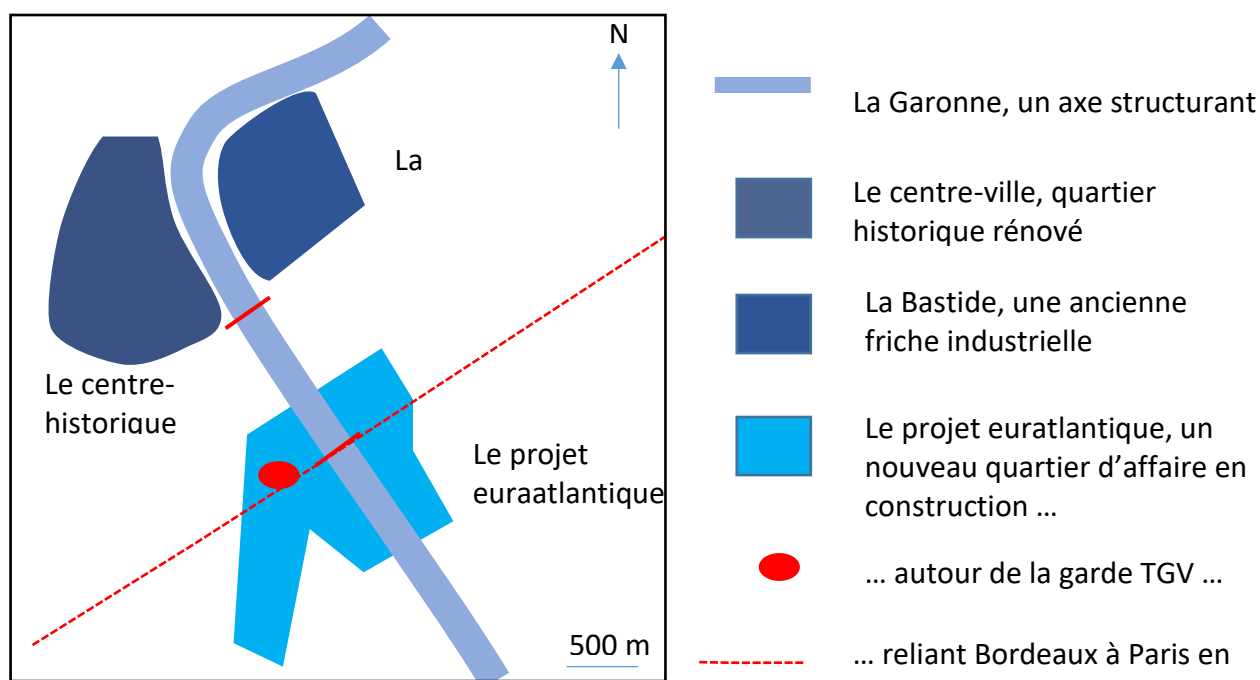 N
La
Le centre-
historique
Le projet
euraatlantique
500 m
La Garonne, un axe structurant
Le centre-ville, quartier
historique rénové
La Bastide, une ancienne
friche industrielle
Le projet euratlantique, un
nouveau quartier d’affaire en
construction …
… autour de la garde TGV …
… reliant Bordeaux à Paris en